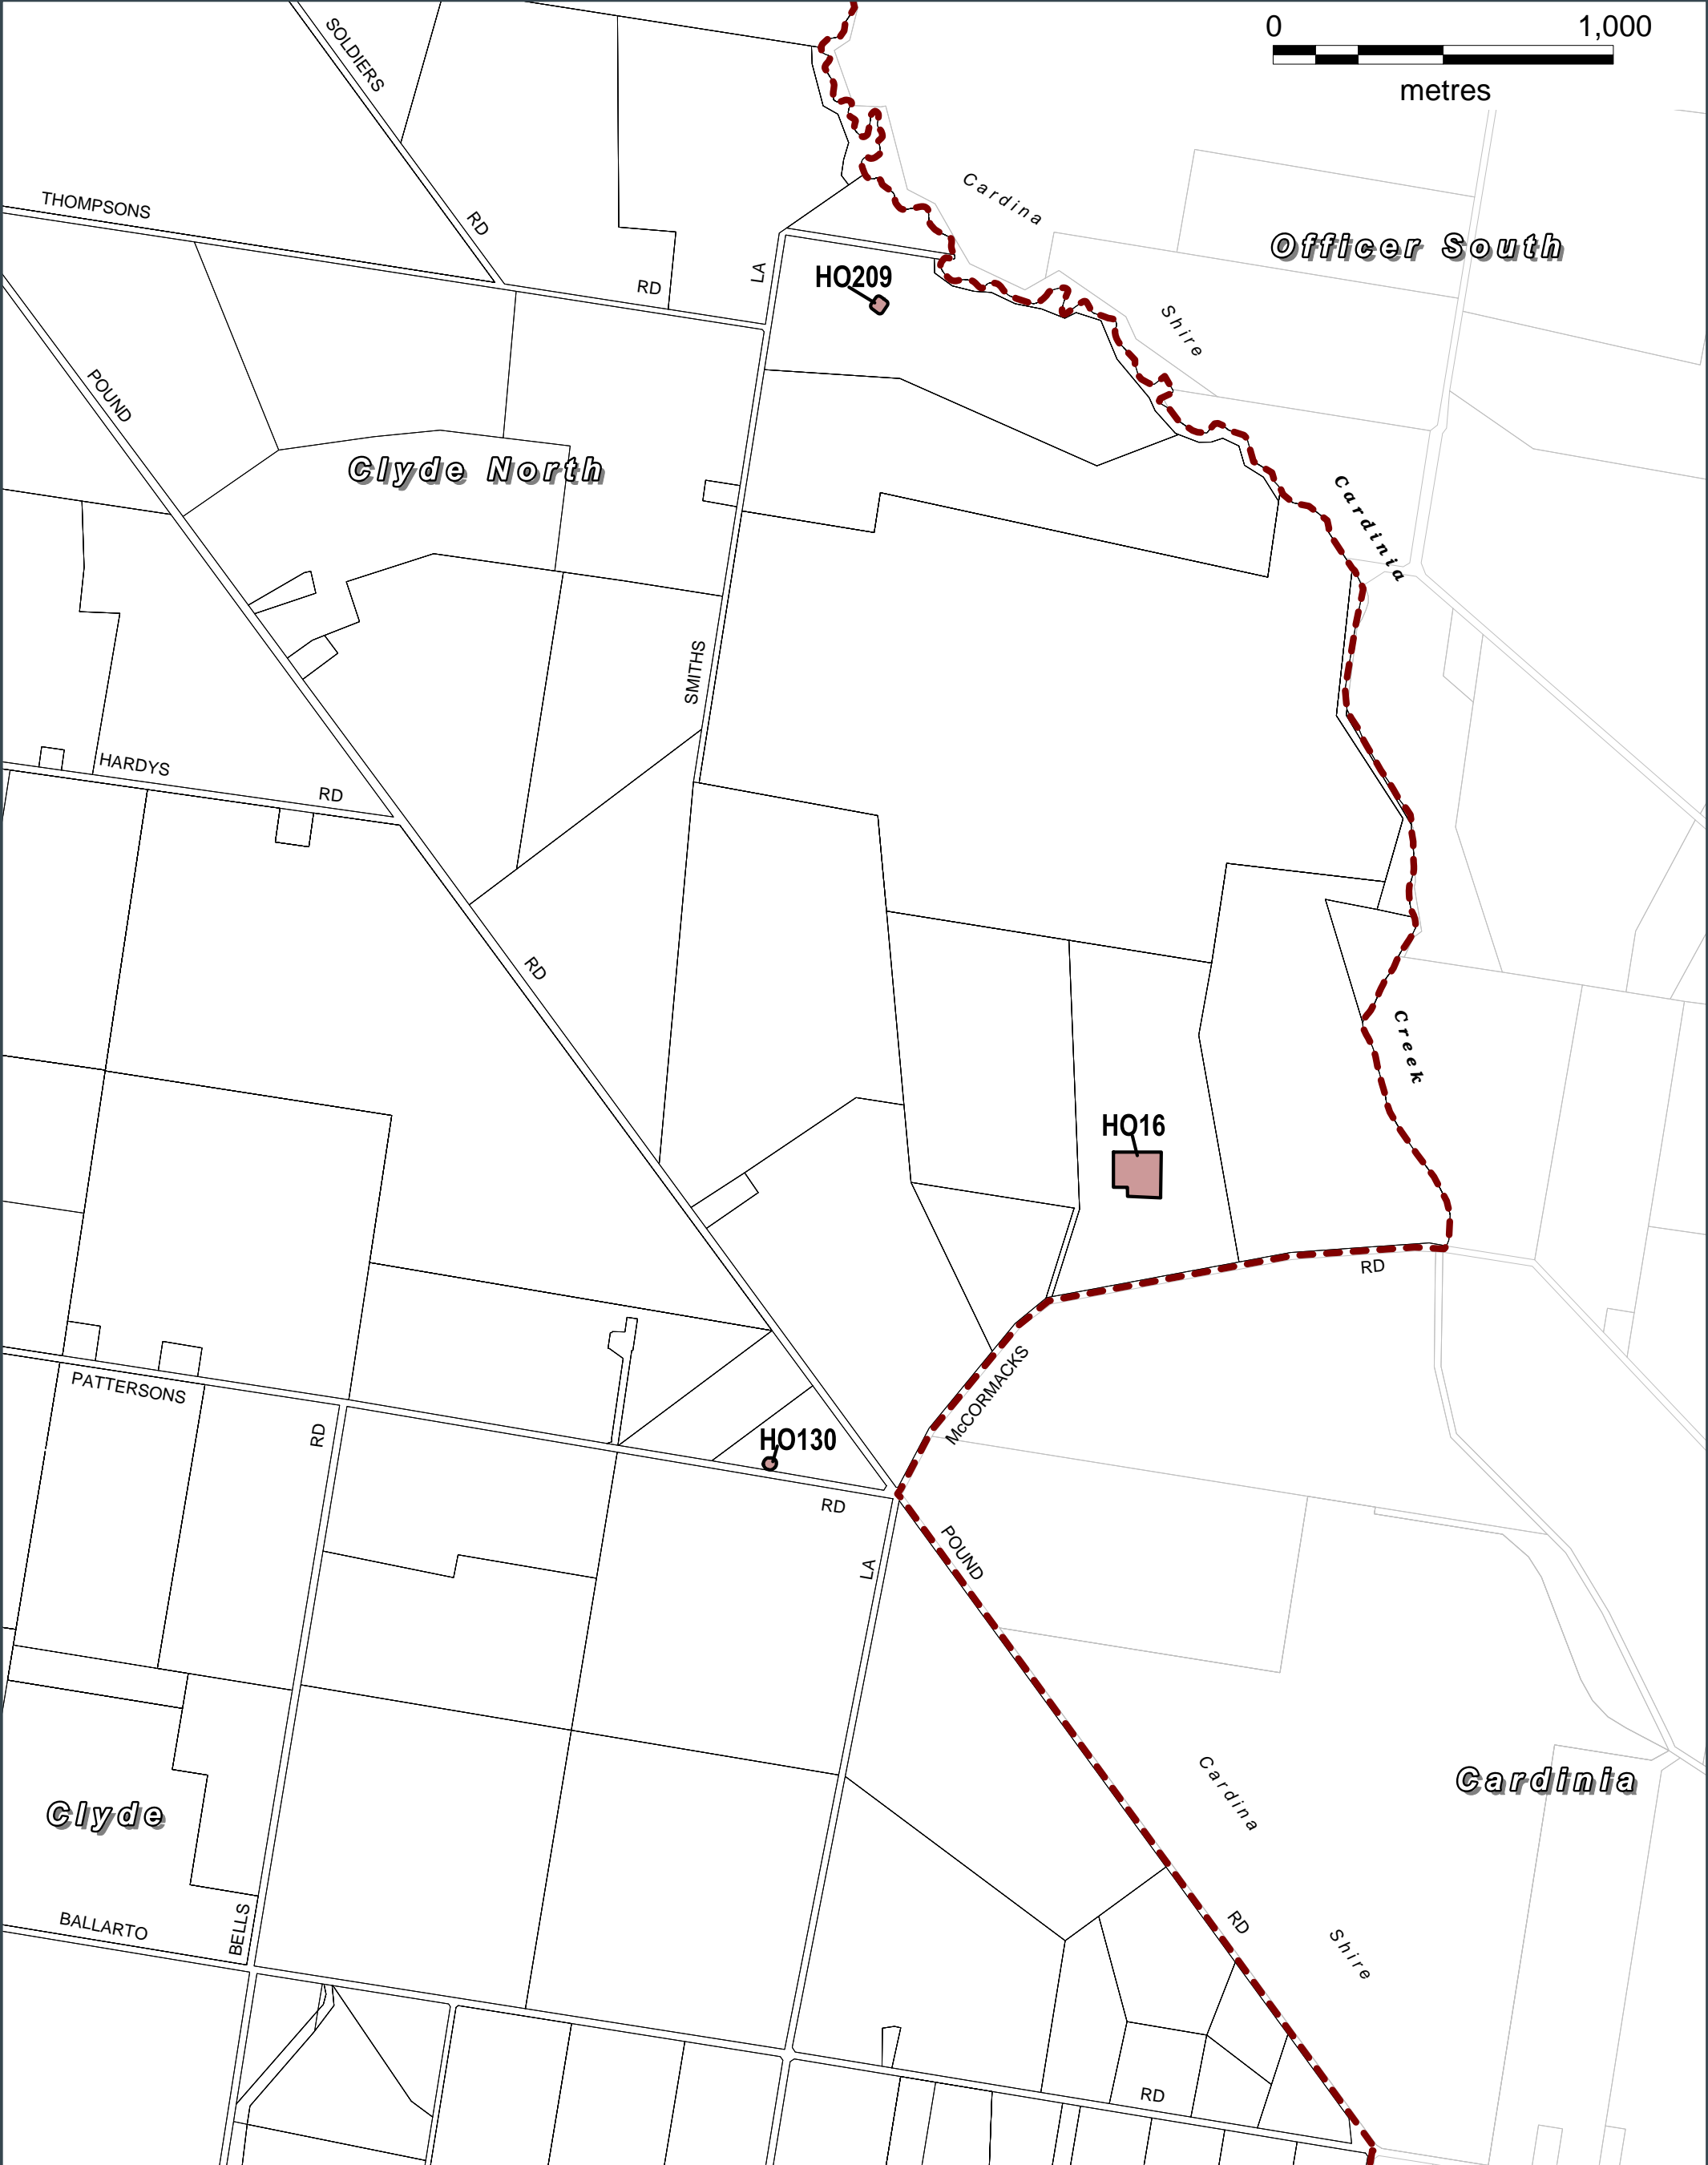 0 1,000
metres
SOLDIERS
RD
THOMPSONS
RD
LA
HO209
Cardina
Shire
Officer South
POUND
Clyde North
Cardinia
SMITHS
HARDYS
RD
RD
Creek
HO16
RD
McCORMACKS
PATTERSONS
RD
HO130
RD
LA
POUND
Cardina
Cardinia
Clyde
BALLARTO
BELLS
RD
Shire
RD